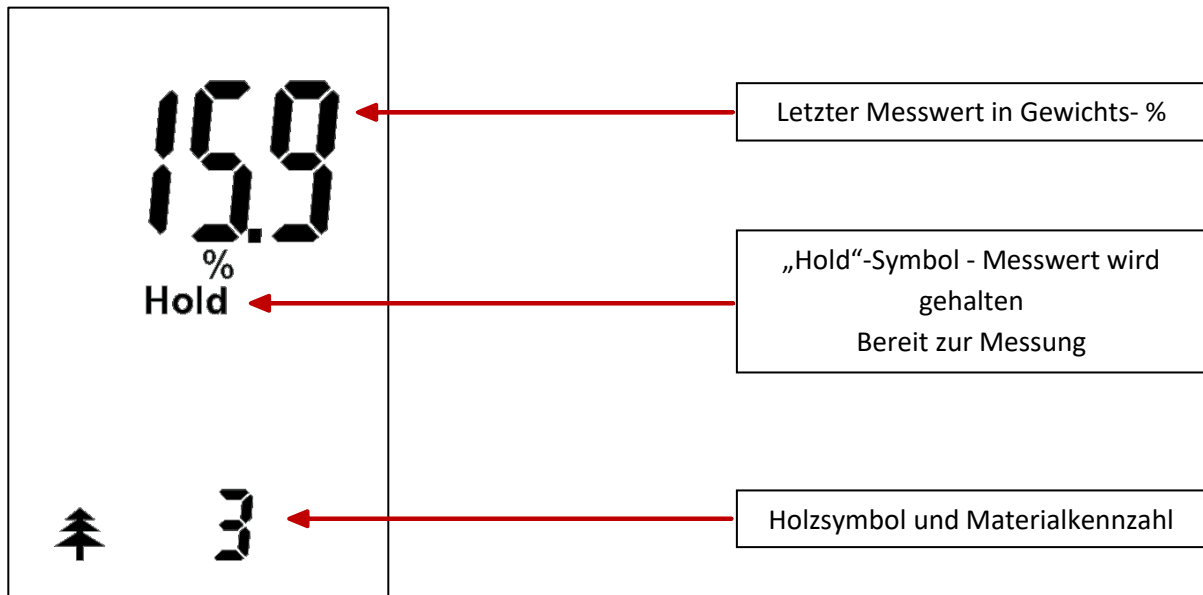 15.9
%
Hold
3
Letzter Messwert in Gewichts- %
„Hold“-Symbol - Messwert wird
gehalten
Bereit zur Messung
Holzsymbol und Materialkennzahl